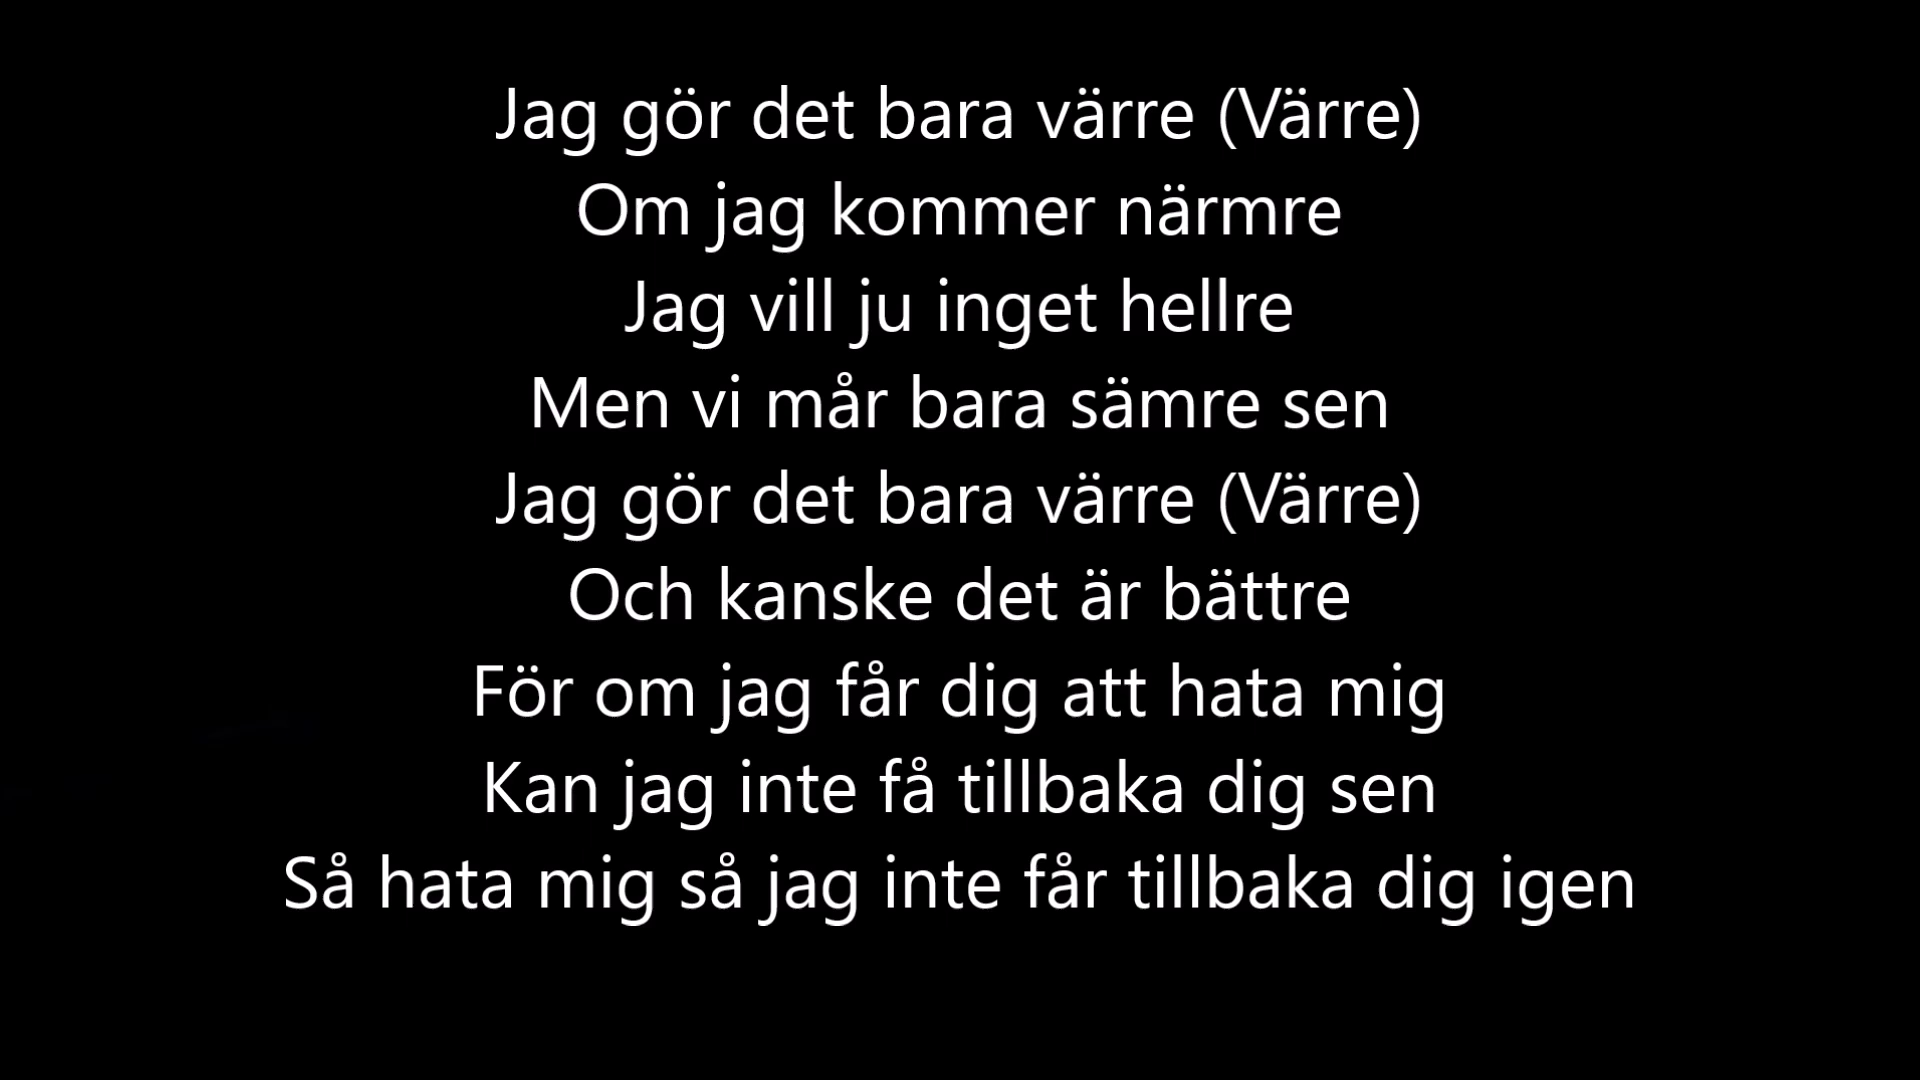 Jag gör det bara värre (Värre)
Om jag kommer närmre
Jag vill ju inget hellre
Men vi mår bara sämre sen
Jag gör det bara värre (Värre)
Och kanske det är bättre
För om jag får dig att hata mig
Kan jag inte få tillbaka dig sen
Så hata mig så jag inte får tillbaka dig igen